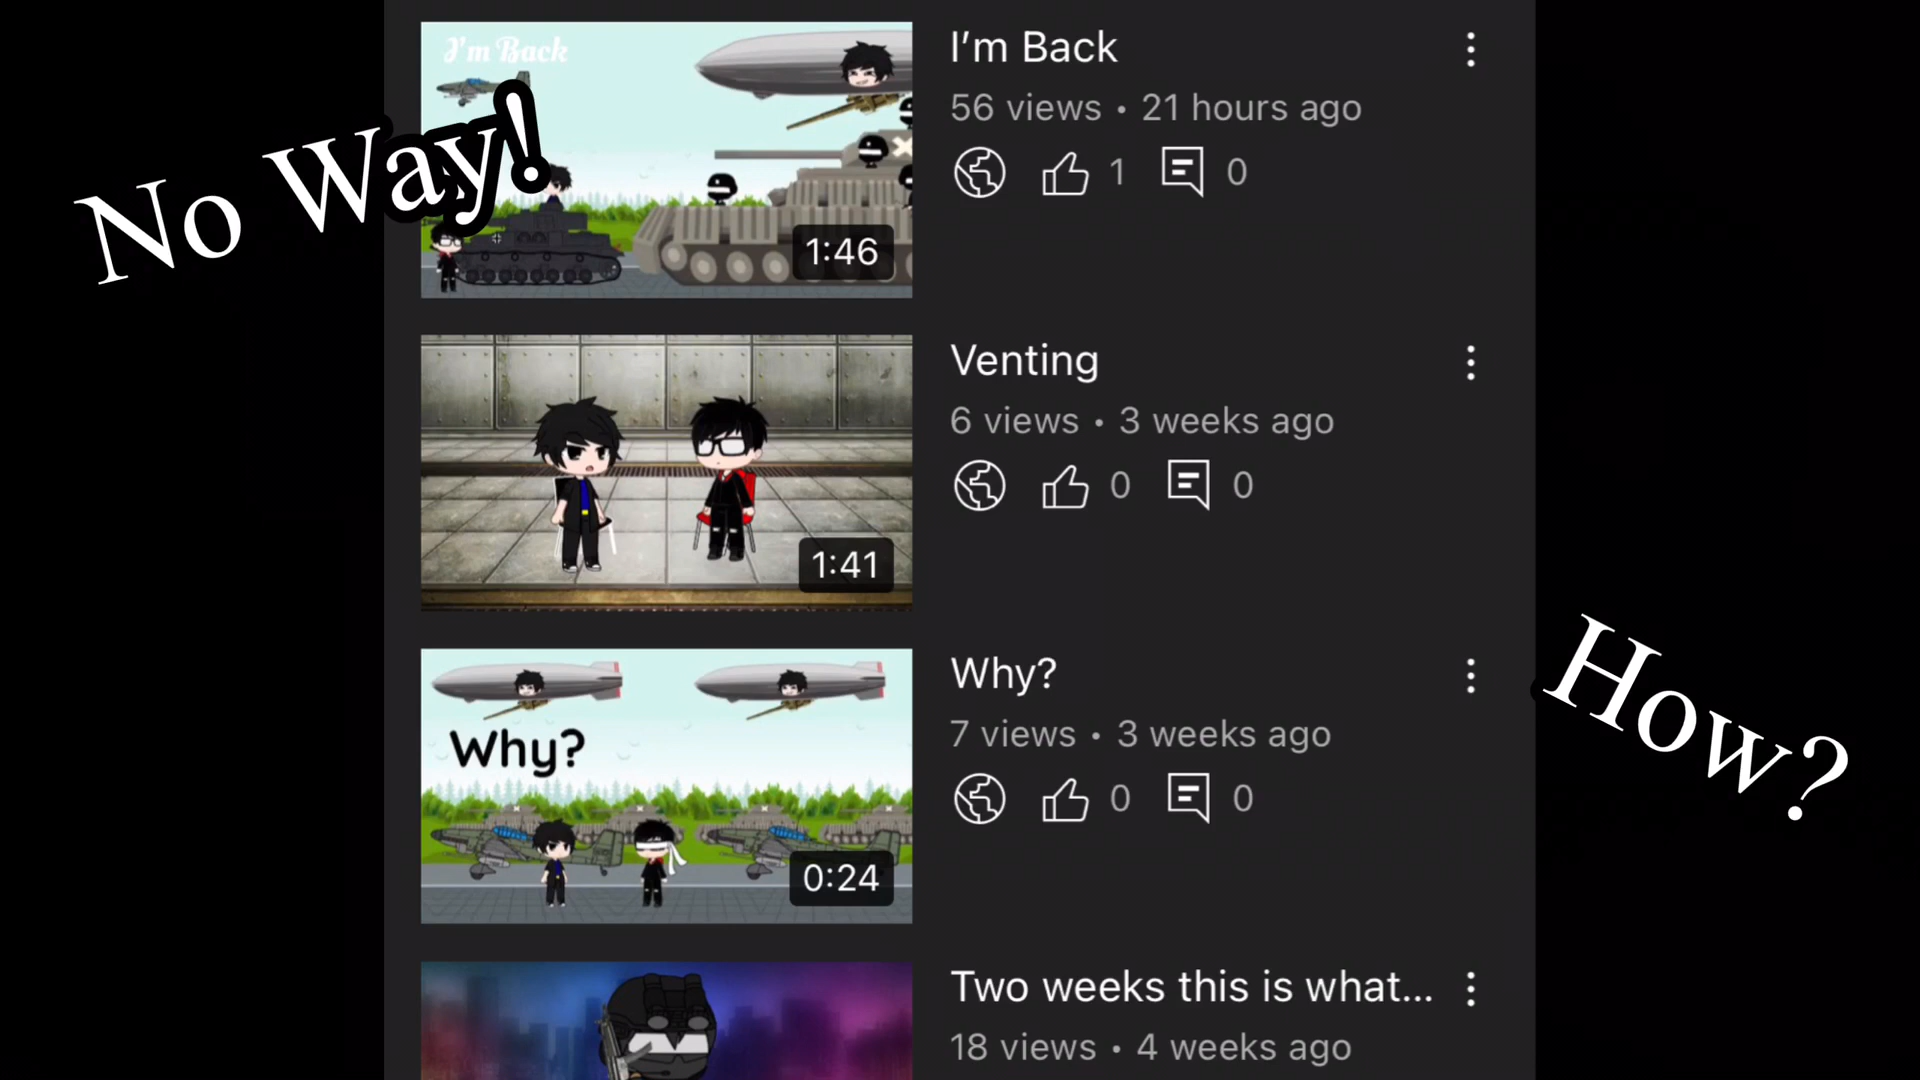 I'm Back
No Way!
1:46
I’m Back
56 views • 21 hours ago
1 0
1:41
Venting
6 views • 3 weeks ago
0 0
Why?
0:24
Why?
7 views • 3 weeks ago
0 0
How?
Two weeks this is what...
18 views • 4 weeks ago